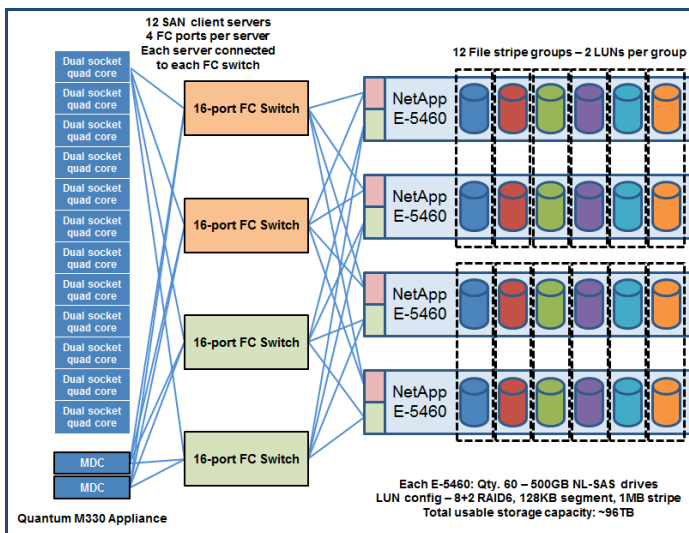 12 SAN client servers
4 FC ports per server
Each server connected
to each FC switch
12 File stripe groups – 2 LUNs per group
Dual socket
quad core
Dual socket
quad core
Dual socket
quad core
Dual socket
quad core
Dual socket
quad core
Dual socket
quad core
Dual socket
quad core
Dual socket
quad core
Dual socket
quad core
Dual socket
quad core
Dual socket
quad core
Dual socket
quad core
MDC
MDC
Quantum M330 Appliance
16-port FC Switch
16-port FC Switch
16-port FC Switch
16-port FC Switch
NetApp
E-5460
NetApp
E-5460
NetApp
E-5460
NetApp
E-5460
Each E-5460: Qty. 60 – 500GB NL-SAS drives
LUN config – 8+2 RAID6, 128KB segment, 1MB stripe
Total usable storage capacity: ~96TB